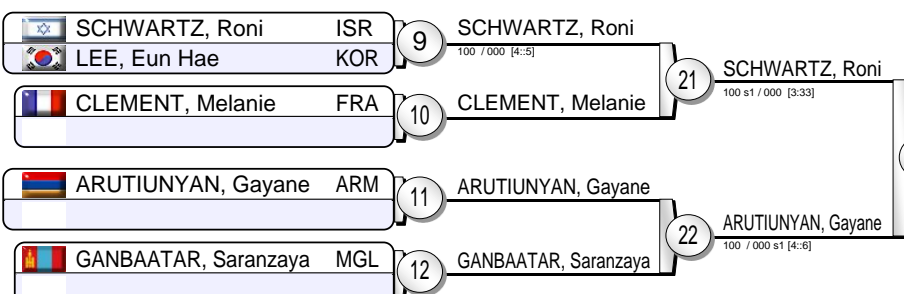 SCHWARTZ, Roni ISR
LEE, Eun Hae KOR
9
SCHWARTZ, Roni
100 / 000 [4::5]
CLEMENT, Melanie FRA
10
CLEMENT, Melanie
21
SCHWARTZ, Roni
100 s1 / 000 [3:33]
ARUTIUNYAN, Gayane ARM
11
ARUTIUNYAN, Gayane
GANBAATAR, Saranzaya MGL
12
GANBAATAR, Saranzaya
22
ARUTIUNYAN, Gayane
100 / 000 s1 [4::6]